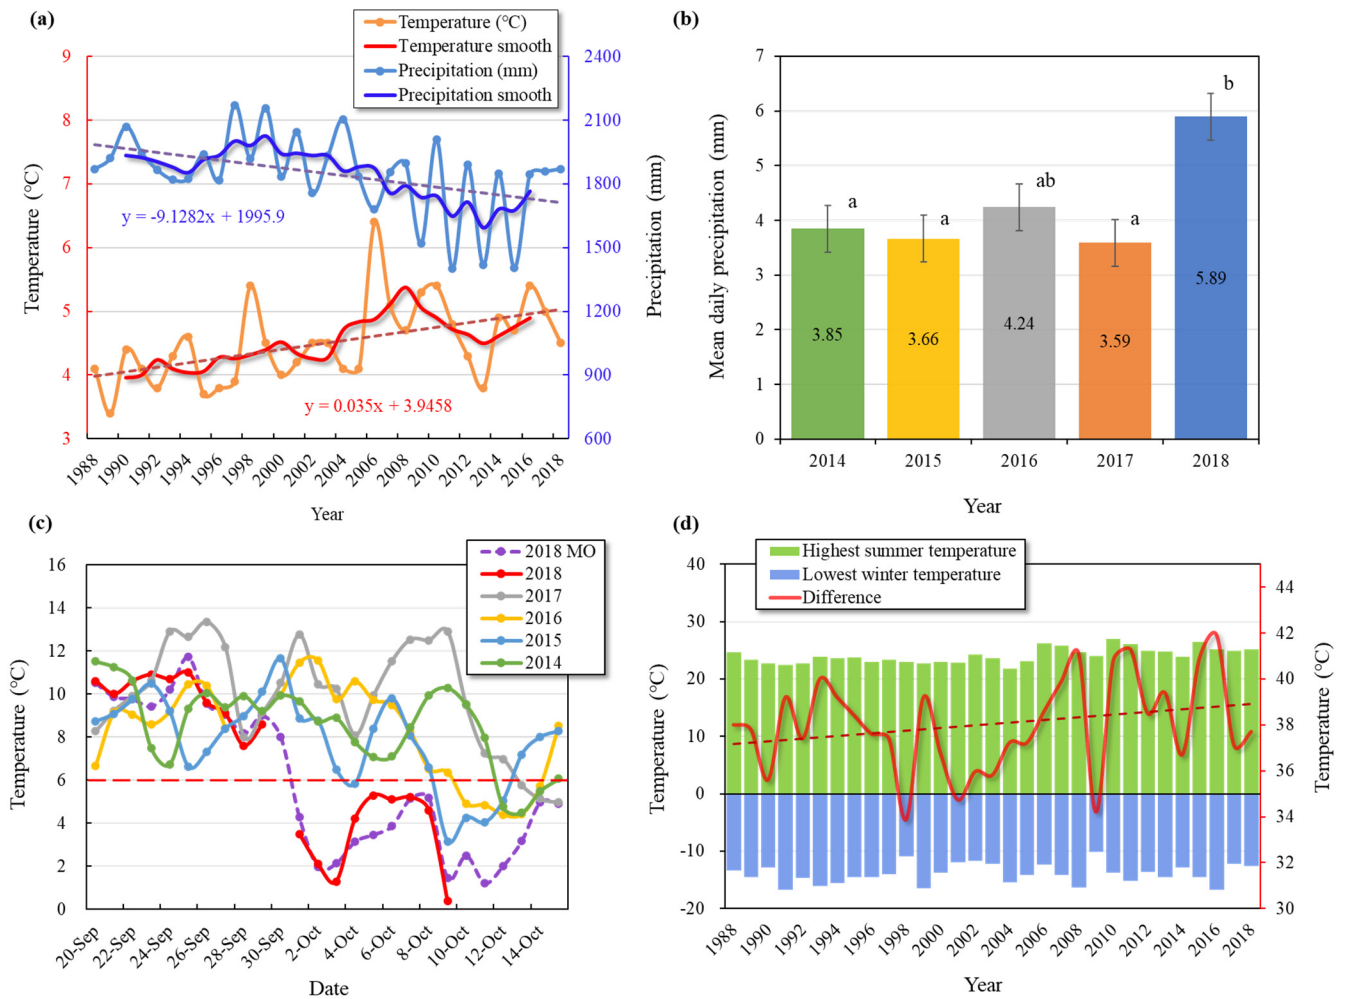 (a)
Temperature (℃)
Temperature smooth
Precipitation (mm)
Precipitation smooth
9
8
7
6
5
4
3
Temperature (℃)
2400
2100
1800
1500
1200
900
600
Precipitation (mm)
y = -9.1282x + 1995.9
y = 0.035x + 3.9458
1988
1990
1992
1994
1996
1998
2000
2002
2004
2006
2008
2010
2012
2014
2016
2018
Year
(b)
7
6
5
4
3
2
1
0
Mean daily precipitation (mm)
a
a
ab
a
b
3.85
3.66
4.24
3.59
5.89
2014
2015
2016
2017
2018
Year
(c)
2018 MO
2018
2017
2016
2015
2014
16
14
12
10
8
6
4
2
0
Temperature (℃)
20-Sep
22-Sep
24-Sep
26-Sep
28-Sep
30-Sep
2-Oct
4-Oct
6-Oct
8-Oct
10-Oct
12-Oct
14-Oct
Date
(d)
Highest summer temperature
Lowest winter temperature
Difference
40
30
20
10
0
-10
-20
Temperature (℃)
44
42
40
38
36
34
32
30
Temperature (℃)
1988
1990
1992
1994
1996
1998
2000
2002
2004
2006
2008
2010
2012
2014
2016
2018
Year